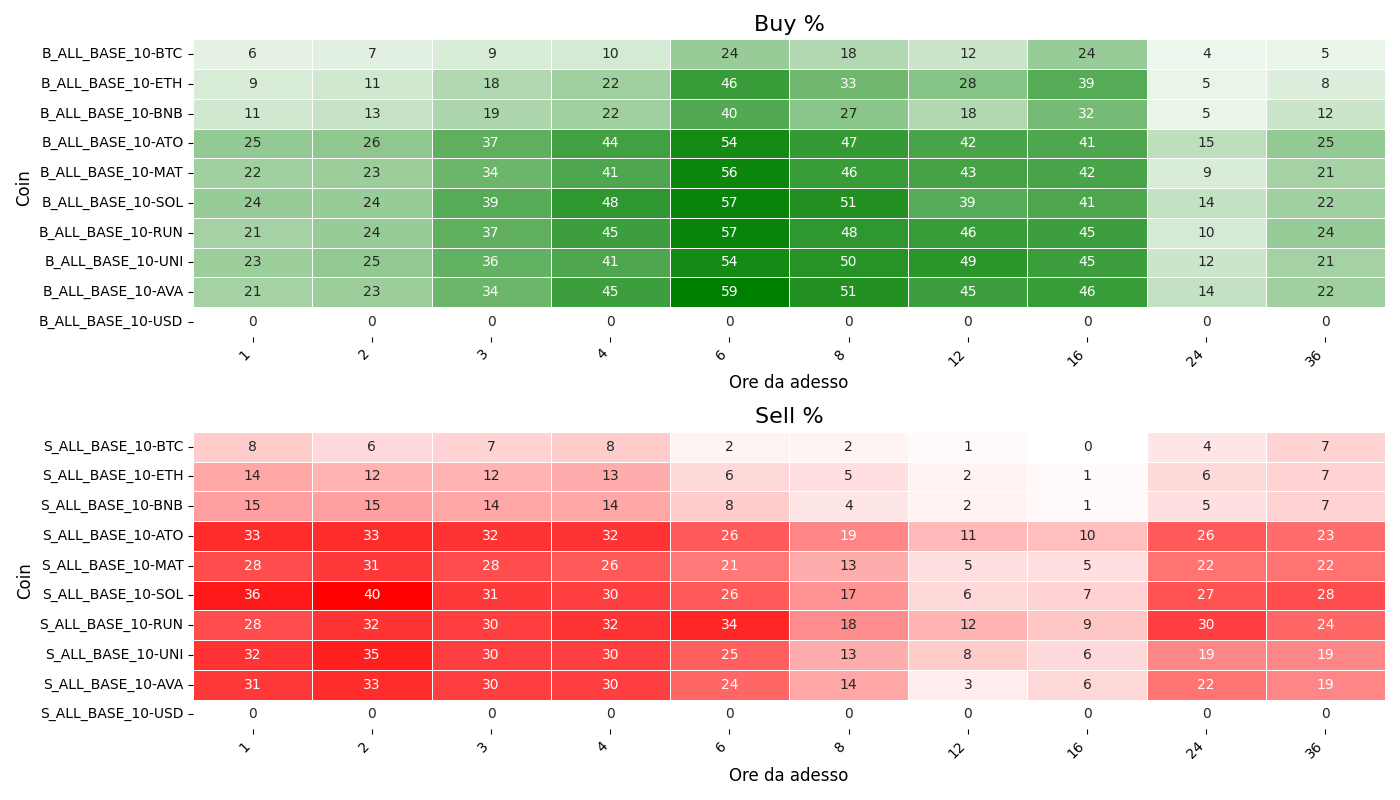 Buy %
B_ALL_BASE_10-BTC 6 7 9 10 24 18 12 24 4 5
B_ALL_BASE_10-ETH 9 11 18 22 46 33 28 39 5 8
B_ALL_BASE_10-BNB 11 13 19 22 40 27 18 32 5 12
B_ALL_BASE_10-ATO 25 26 37 44 54 47 42 41 15 25
B_ALL_BASE_10-MAT 22 23 34 41 56 46 43 42 9 21
B_ALL_BASE_10-SOL 24 24 39 48 57 51 39 41 14 22
B_ALL_BASE_10-RUN 21 24 37 45 57 48 46 45 10 24
B_ALL_BASE_10-UNI 23 25 36 41 54 50 49 45 12 21
B_ALL_BASE_10-AVA 21 23 34 45 59 51 45 46 14 22
B_ALL_BASE_10-USD 0 0 0 0 0 0 0 0 0 0
Coin
1 2 3 4 6 8 12 16 24 36
Ore da adesso
Sell %
S_ALL_BASE_10-BTC 8 6 7 8 2 2 1 0 4 7
S_ALL_BASE_10-ETH 14 12 12 13 6 5 2 1 6 7
S_ALL_BASE_10-BNB 15 15 14 14 8 4 2 1 5 7
S_ALL_BASE_10-ATO 33 33 32 32 26 19 11 10 26 23
S_ALL_BASE_10-MAT 28 31 28 26 21 13 5 5 22 22
S_ALL_BASE_10-SOL 36 40 31 30 26 17 6 7 27 28
S_ALL_BASE_10-RUN 28 32 30 32 34 18 12 9 30 24
S_ALL_BASE_10-UNI 32 35 30 30 25 13 8 6 19 19
S_ALL_BASE_10-AVA 31 33 30 30 24 14 3 6 22 19
S_ALL_BASE_10-USD 0 0 0 0 0 0 0 0 0 0
Coin
1 2 3 4 6 8 12 16 24 36
Ore da adesso